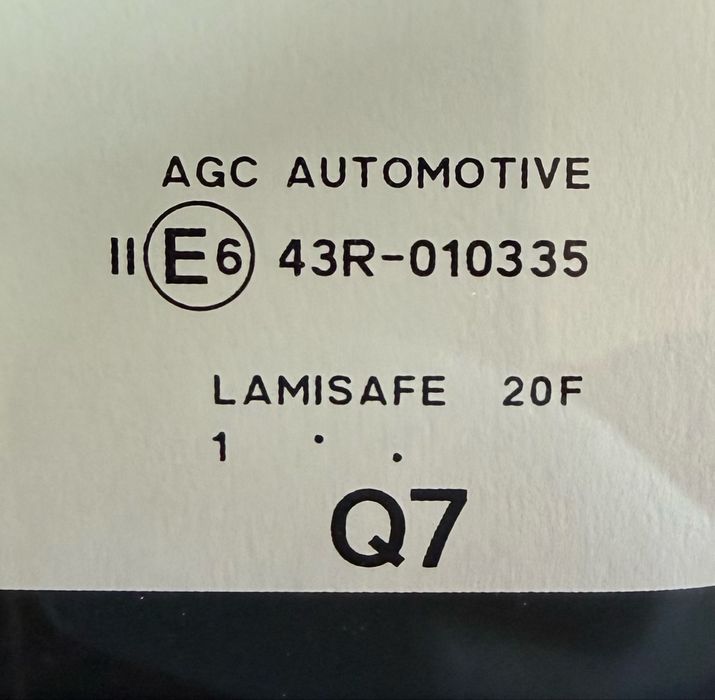 AGC AUTOMOTIVE
II E6 43R-010335
LAMISAFE 20F
1 · .
Q7